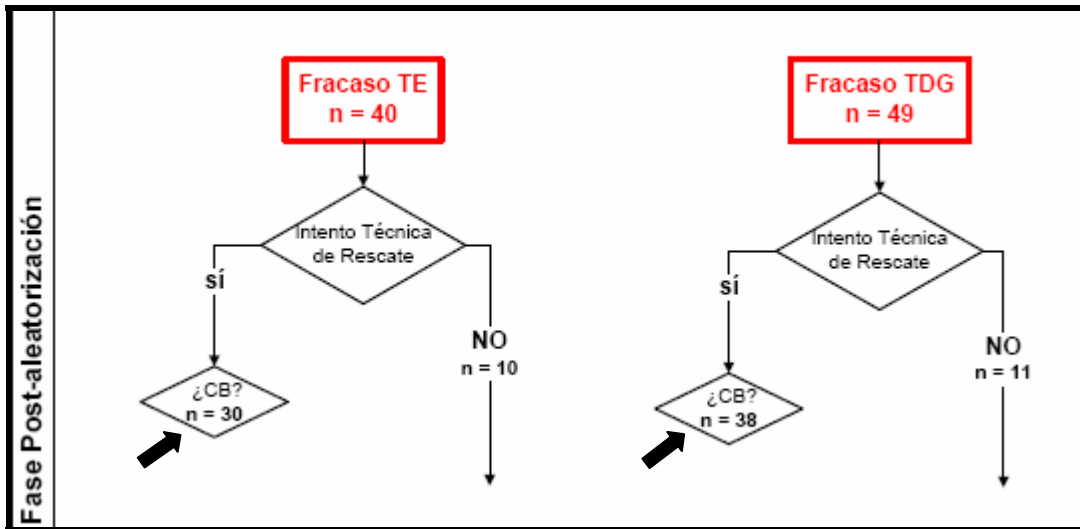 Fase Post-aleatorización
Fracaso TE
n = 40
Intento Técnica
de Rescate
SÍ
NO
n = 10
¿CB?
n = 30
Fracaso TDG
n = 49
Intento Técnica
de Rescate
SÍ
NO
n = 11
¿CB?
n = 38